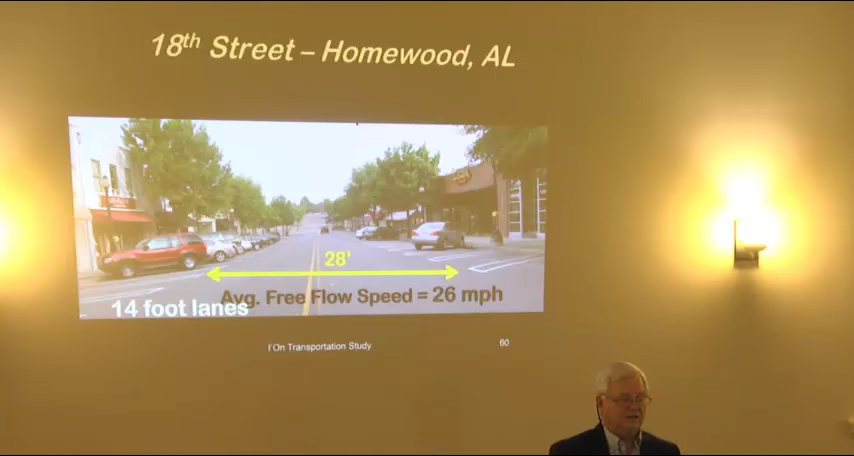 18th Street – Homewood, AL
28'
Avg. Free Flow Speed = 26 mph
14 foot lanes
I'On Transportation Study
60